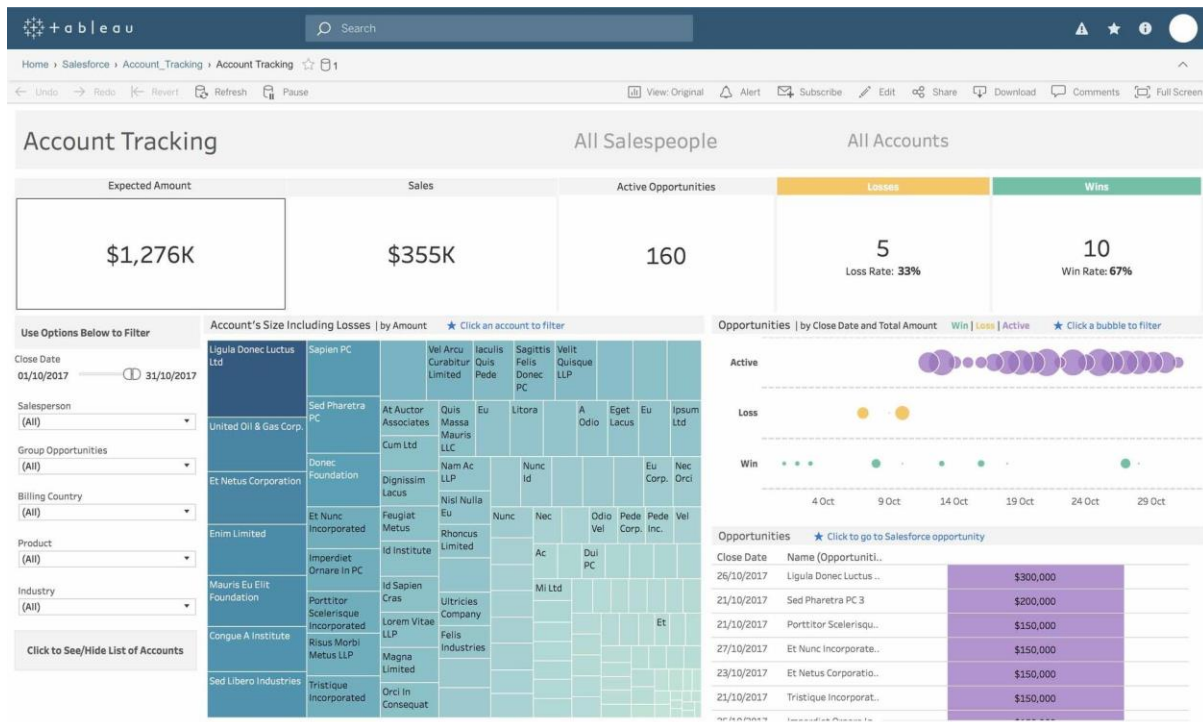 +ableau
Search
Home › Salesforce › Account_Tracking › Account Tracking 1
← Undo → Redo Revert Refresh Pause View: Original Alert Subscribe Edit Share Download Comments Full Screen
Account Tracking All Salespeople All Accounts
Expected Amount Sales Active Opportunities Losses Wins
$1,276K $355K 160 5 10
Loss Rate: 33% Win Rate: 67%
Use Options Below to Filter
Close Date
01/10/2017 31/10/2017
Salesperson
(All)
Group Opportunities
(All)
Billing Country
(All)
Product
(All)
Industry
(All)
Click to See/Hide List of Accounts
Account's Size Including Losses | by Amount ★ Click an account to filter
Ligula Donec Luctus
Ltd
United Oil & Gas Corp.
Et Netus Corporation
Enim Limited
Mauris Eu Elit
Foundation
Congue A Institute
Sed Libero Industries
Sapien PC
Sed Pharetra
PC
Donec
Foundation
Et Nunc
Incorporated
Imperdiet
Ornare In PC
Porttitor
Scelerisque
Incorporated
Risus Morbi
Metus LLP
Tristique
Incorporated
At Auctor
Associates
Cum Ltd
Dignissim
Lacus
Feugiat
Metus
Id Institute
Id Sapien
Cras
Lorem Vitae
LLP
Magna
Limited
Orci In
Consequat
Vel Arcu
Curabitur
Limited
Iaculis
Quis
Pede
Sagittis
Felis
Donec
PC
Velit
Quisque
LLP
Quis
Massa
Mauris
LLC
Eu
Litora
A
Odio
Eget
Lacus
Eu
Ipsum
Ltd
Nam Ac
LLP
Nisl Nulla
Eu
Rhoncus
Limited
Ultricies
Company
Felis
Industries
Nunc
Id
Eu
Corp.
Nec
Orci
Nunc
Nec
Odio
Vel
Pede
Corp.
Pede
Inc.
Vel
Ac
Dui
PC
Mi Ltd
Et
Opportunities | by Close Date and Total Amount Win | Loss | Active ★ Click a bubble to filter
Active
Loss
Win
4 Oct 9 Oct 14 Oct 19 Oct 24 Oct 29 Oct
Opportunities ★ Click to go to Salesforce opportunity
Close Date Name (Opportuniti..
26/10/2017 Ligula Donec Luctus .. $300,000
21/10/2017 Sed Pharetra PC 3 $200,000
21/10/2017 Porttitor Scelerisqu.. $150,000
27/10/2017 Et Nunc Incorporate.. $150,000
23/10/2017 Et Netus Corporatio.. $150,000
21/10/2017 Tristique Incorporat.. $150,000